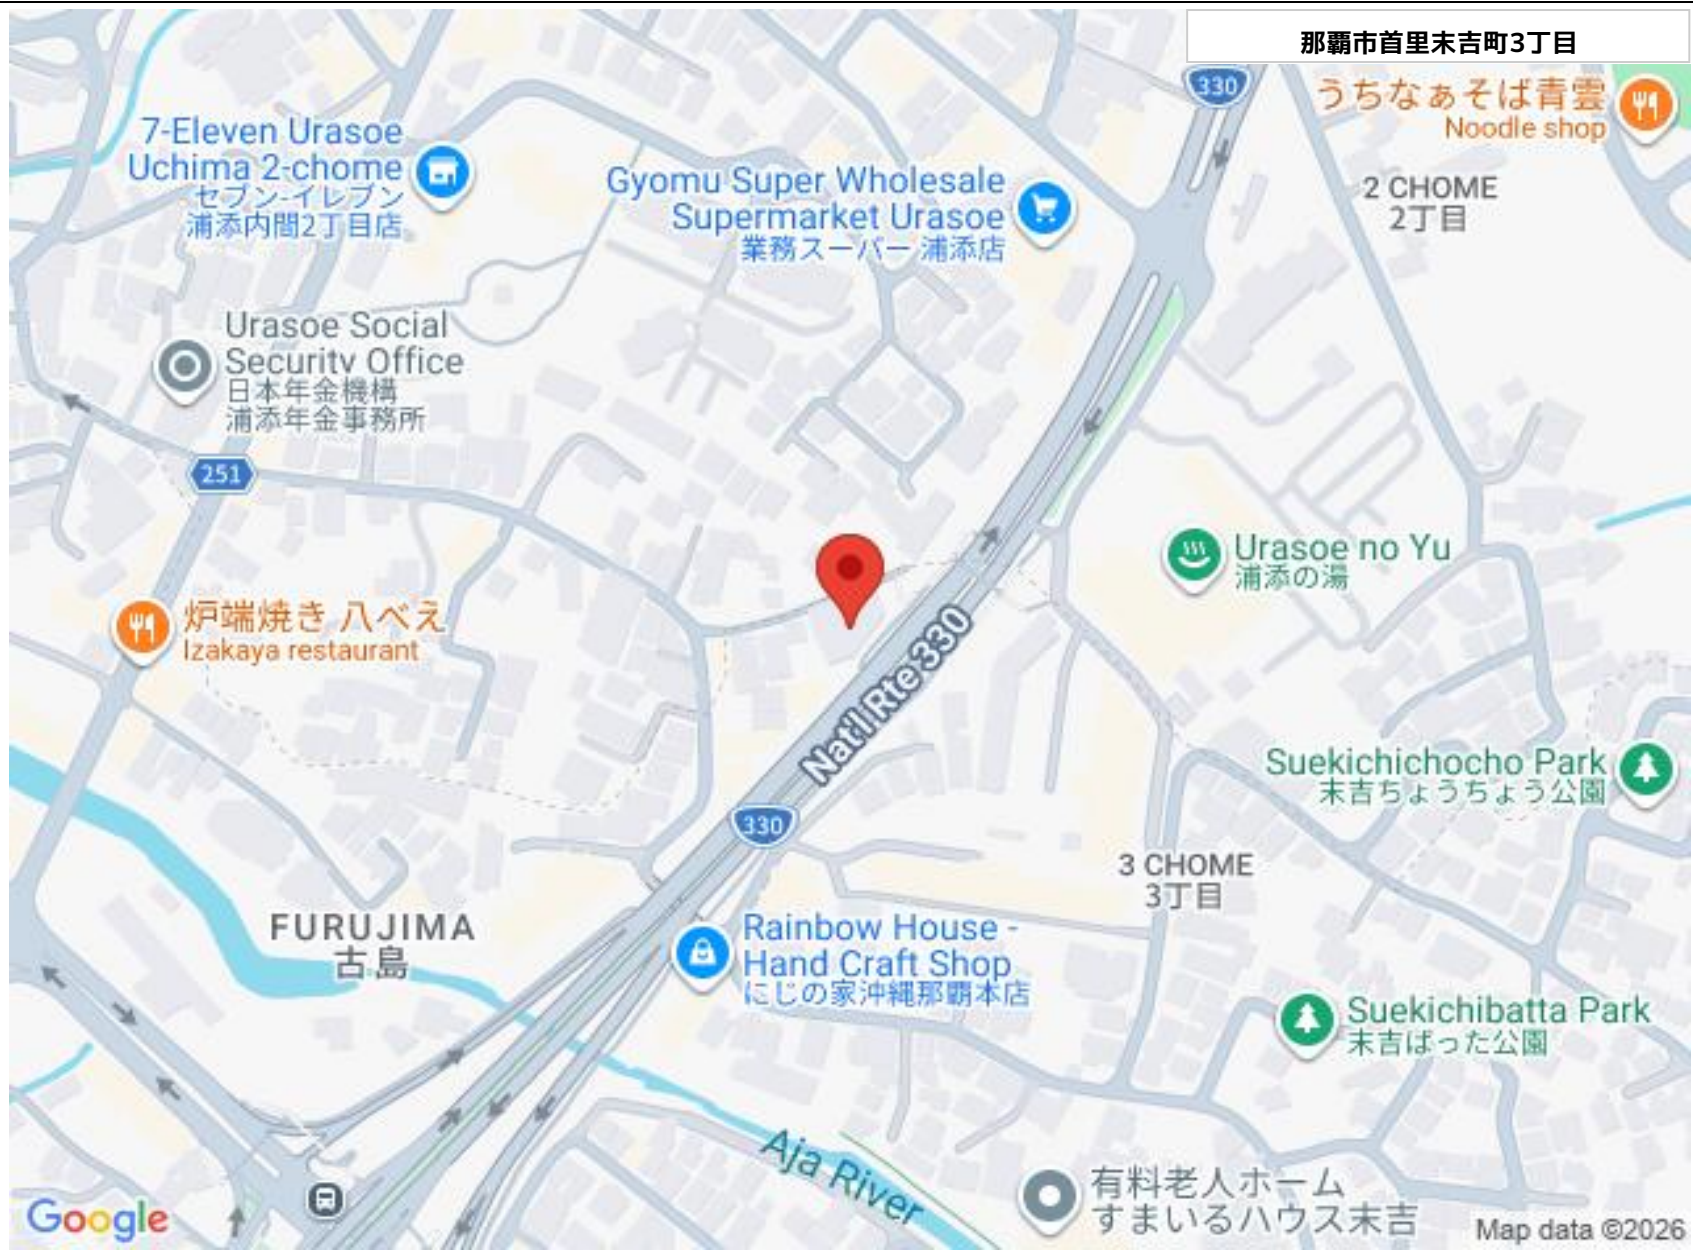 那覇市首里末吉町3丁目
330
うちなぁそば青雲
Noodle shop
7-Eleven Urasoe
Uchima 2-chome
セブン-イレブン
浦添内間2丁目店
Gyomu Super Wholesale
Supermarket Urasoe
業務スーパー 浦添店
2 CHOME
2丁目
Urasoe Social
Security Office
日本年金機構
浦添年金事務所
251
Urasoe no Yu
浦添の湯
炉端焼き 八べえ
Izakaya restaurant
Nat'l Rte 330
Suekichichocho Park
末吉ちょうちょう公園
330
3 CHOME
3丁目
FURUJIMA
古島
Rainbow House -
Hand Craft Shop
にじの家沖縄那覇本店
Suekichibatta Park
末吉ばった公園
Aja River
有料老人ホーム
すまいるハウス末吉
Google
Map data ©2026